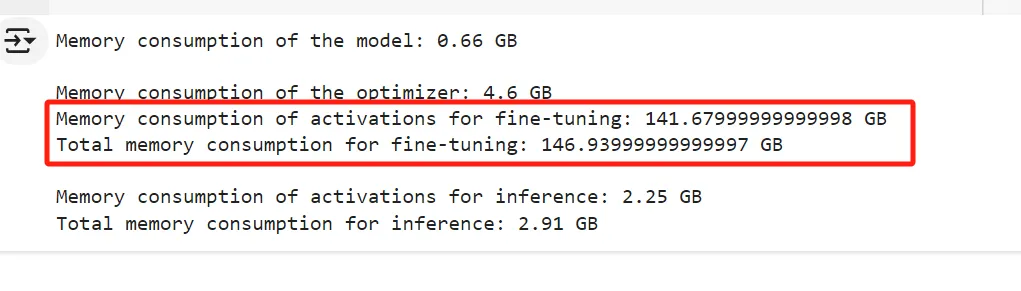 Memory consumption of the model: 0.66 GB
Memory consumption of the optimizer: 4.6 GB
Memory consumption of activations for fine-tuning: 141.67999999999998 GB
Total memory consumption for fine-tuning: 146.93999999999997 GB
Memory consumption of activations for inference: 2.25 GB
Total memory consumption for inference: 2.91 GB